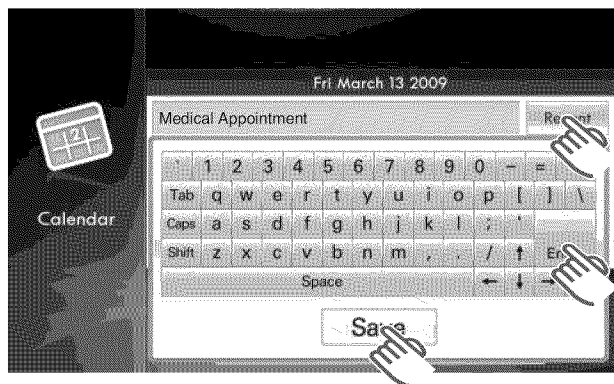 Fri March 13 2009
Medical Appointment
` 1 2 3 4 5 6 7 8 9 0 - =
Tab q w e r t y u i o p [ ] \
Calendar
Caps a s d f g h j k l ; '
Shift z x c v b n m , . / ↑
Space ← ↓ →